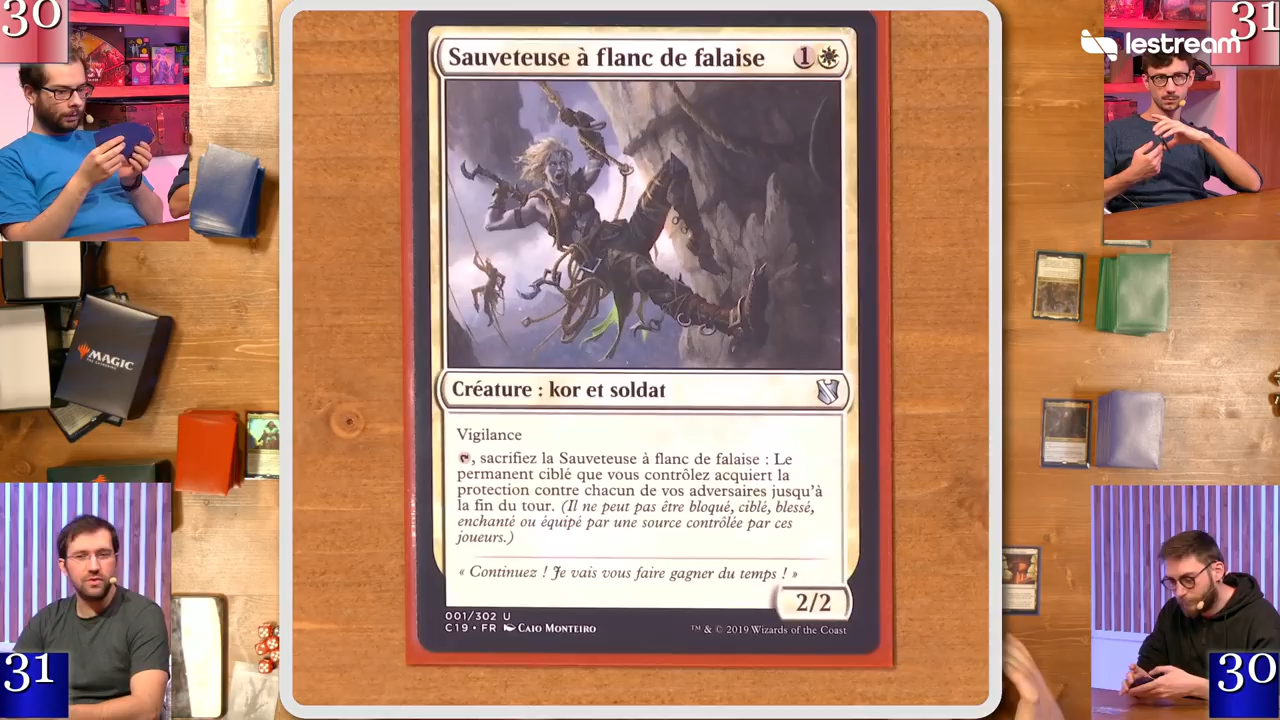 30
31
lestream
Sauveteuse à flanc de falaise 1
Créature : kor et soldat
Vigilance
, sacrifiez la Sauveteuse à flanc de falaise : Le
permanent ciblé que vous contrôlez acquiert la
protection contre chacun de vos adversaires jusqu'à
la fin du tour. (Il ne peut pas être bloqué, ciblé, blessé,
enchanté ou équipé par une source contrôlée par ces
joueurs.)
« Continuez ! Je vais vous faire gagner du temps ! »
2/2
001/302 U
C19 • FR Caio Monteiro
™ & © 2019 Wizards of the Coast
MAGIC
31
30